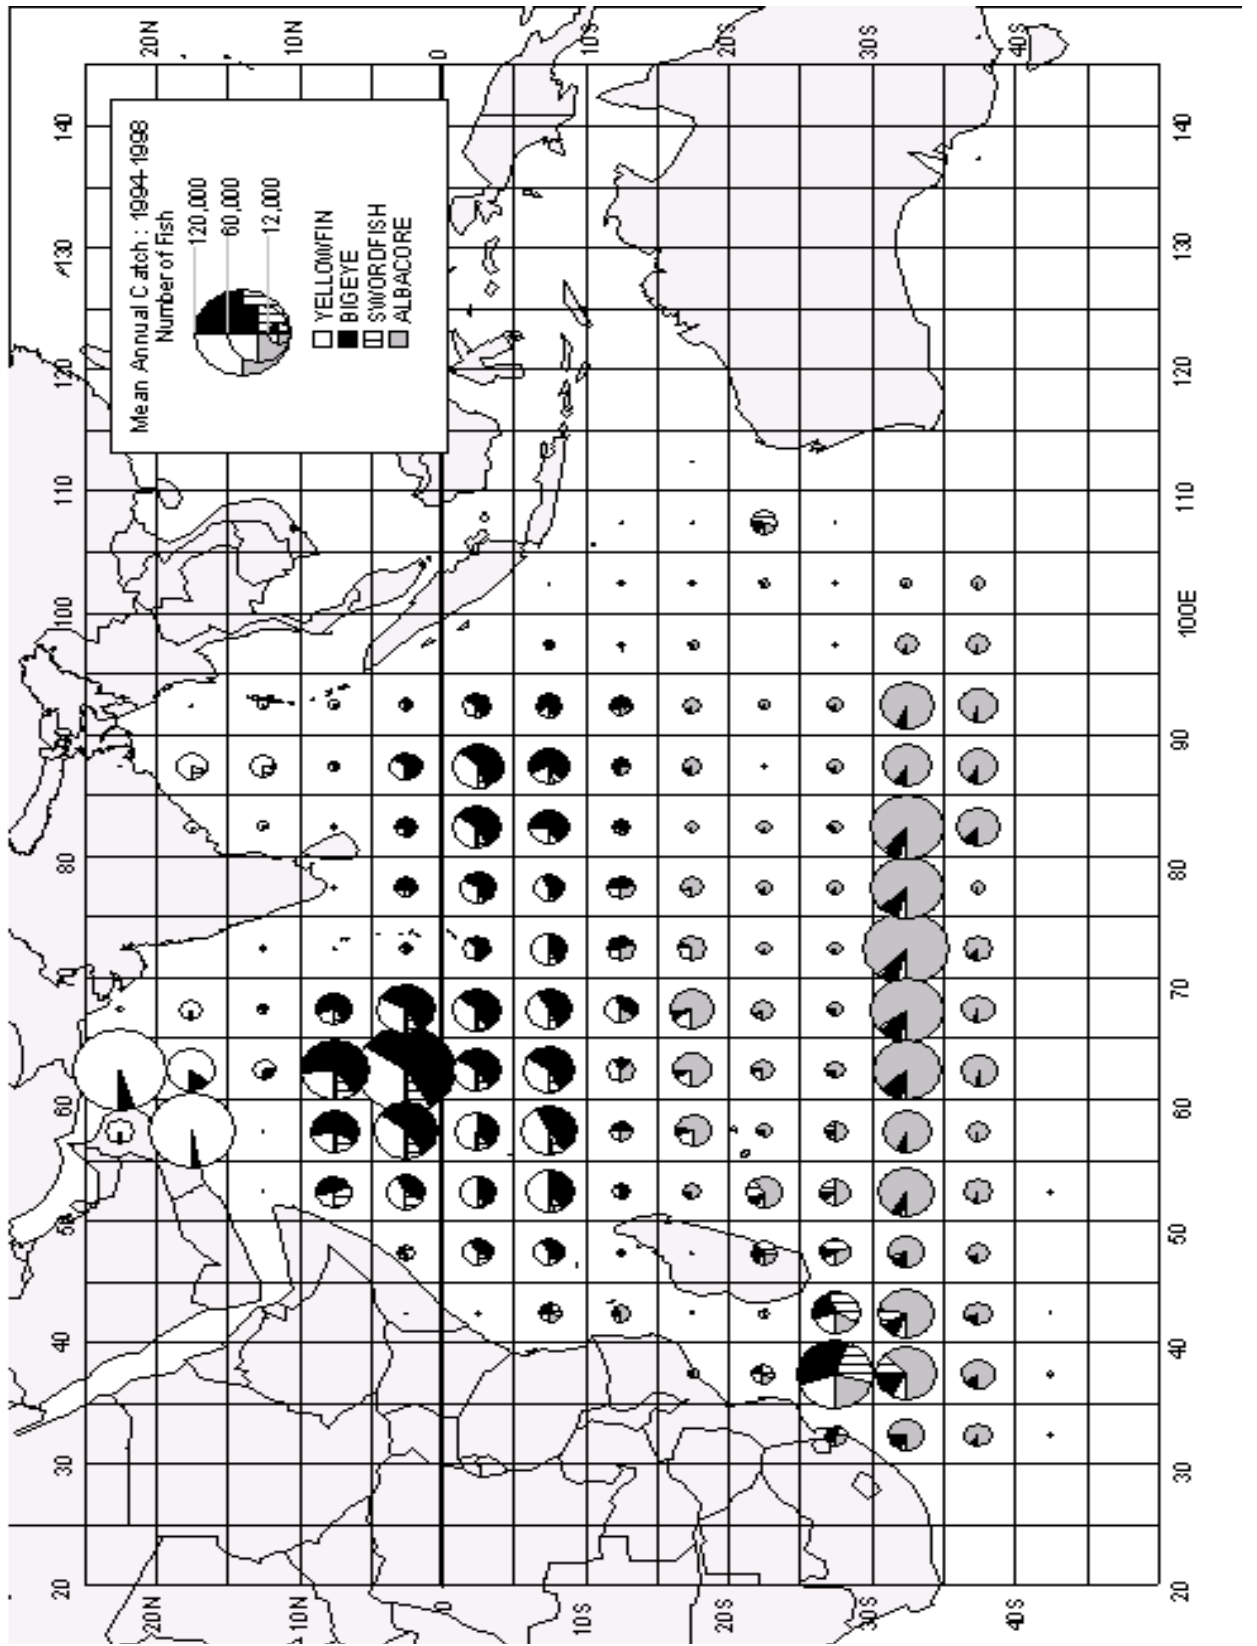 20 30 40 50 60 70 80 90 100 110 120 130 140
Mean Annual Catch : 1994-1998
Number of Fish
120,000
60,000
12,000
YELLOWFIN
BIGEYE
SWORDFISH
ALBACORE
20N 20N
10N 10N
0 0
10S 10S
20S 20S
30S 30S
40S 40S
20 30 40 50 60 70 80 90 100E 110 120 130 140